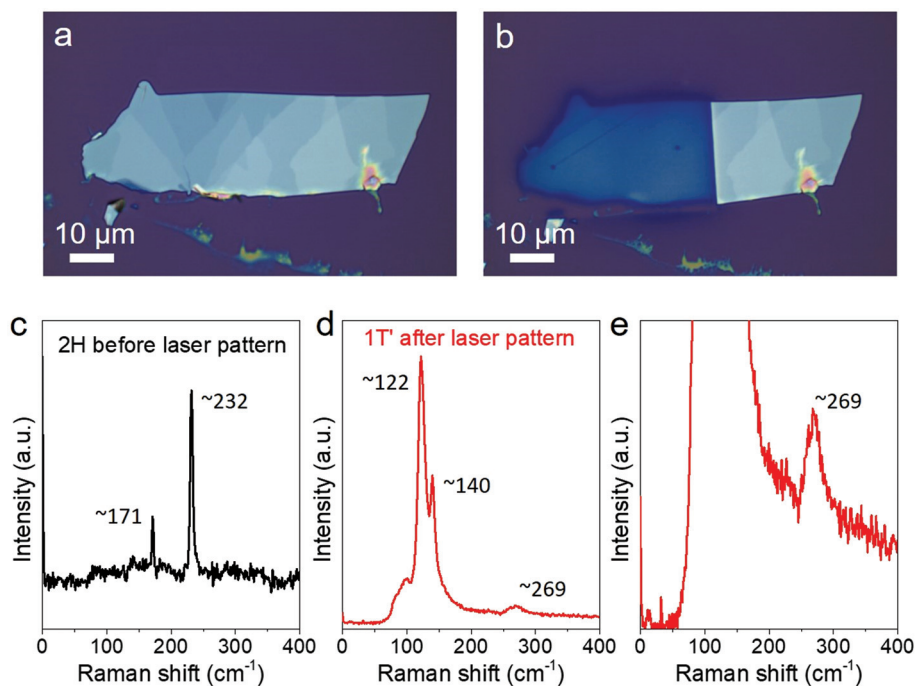 a
b
10 μm
10 μm
c
2H before laser pattern
~232
~171
Intensity (a.u.)
0 100 200 300 400
Raman shift (cm⁻¹)
d
1T' after laser pattern
~122
~140
~269
Intensity (a.u.)
0 100 200 300 400
Raman shift (cm⁻¹)
e
~269
Intensity (a.u.)
0 100 200 300 400
Raman shift (cm⁻¹)